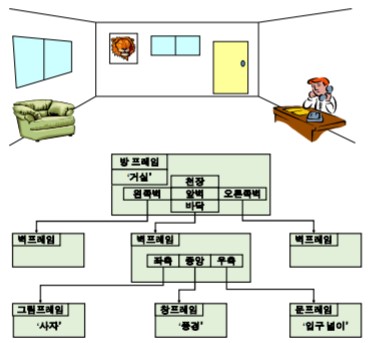 방 프레임
'거실'
천장
왼쪽벽 앞벽 오른쪽벽
바닥
벽프레임 벽프레임 벽프레임
좌측 중앙 우측
그림프레임 창프레임 문프레임
'사자' '풍경' '입구 넓이'